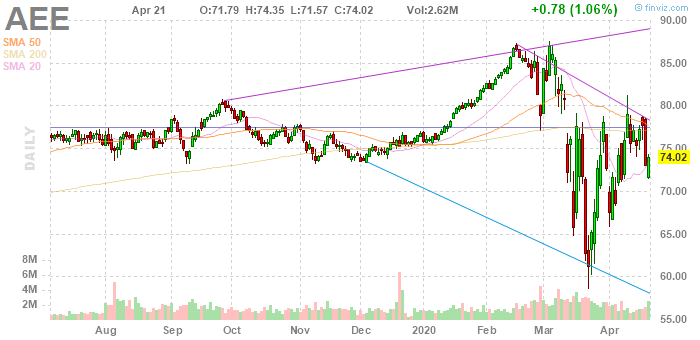 AEE
Apr 21 O:71.79 H:74.35 L:71.57 C:74.02 Vol:2.62M +0.78 (1.06%)
© finviz.com
SMA 50
SMA 200
SMA 20
DAILY
90.00
85.00
80.00
75.00
74.02
70.00
65.00
60.00
55.00
8M
6M
4M
2M
Aug Sep Oct Nov Dec 2020 Feb Mar Apr